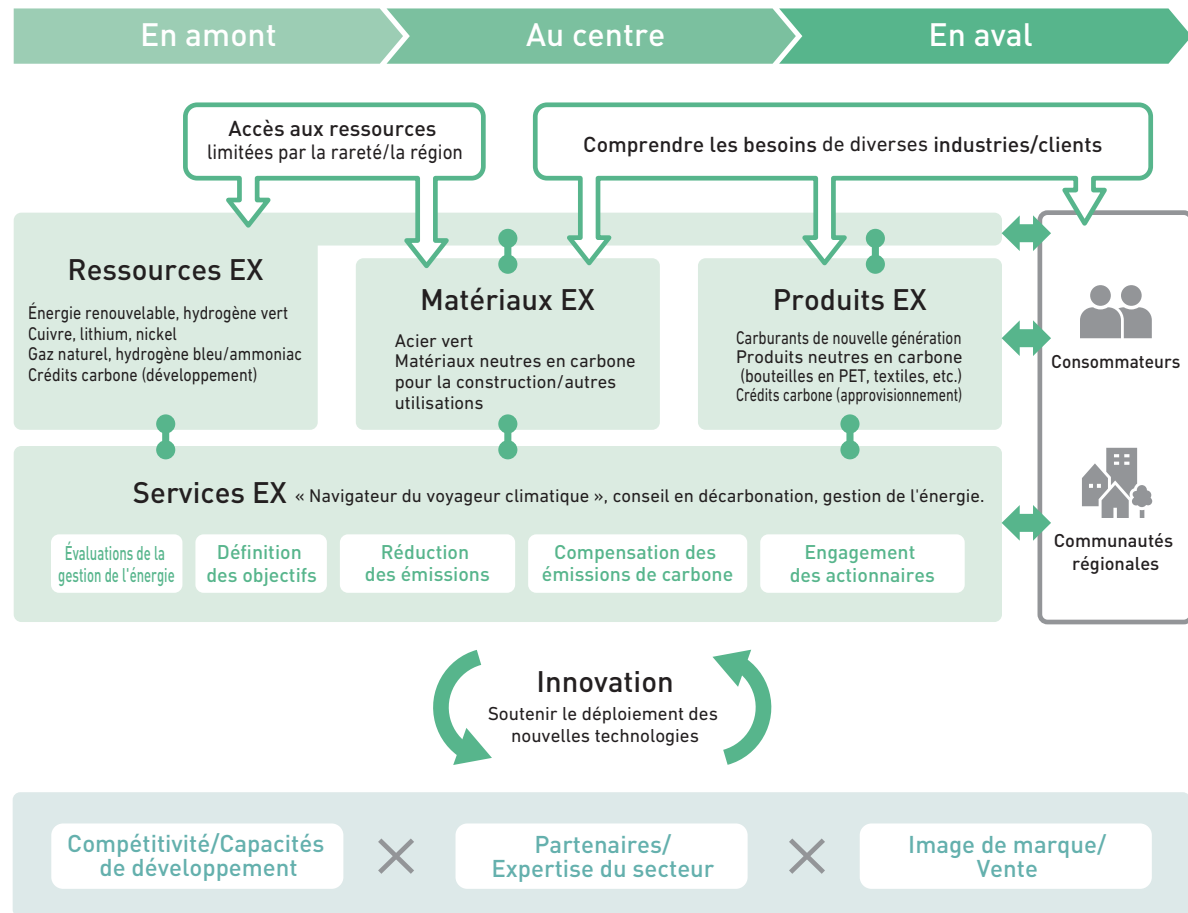 En amont
Au centre
En aval
Accès aux ressources
limitées par la rareté/la région
Comprendre les besoins de diverses industries/clients
Ressources EX
Énergie renouvelable, hydrogène vert
Cuivre, lithium, nickel
Gaz naturel, hydrogène bleu/ammoniac
Crédits carbone (développement)
Matériaux EX
Acier vert
Matériaux neutres en carbone
pour la construction/autres
utilisations
Produits EX
Carburants de nouvelle génération
Produits neutres en carbone
(bouteilles en PET, textiles, etc.)
Crédits carbone (approvisionnement)
Consommateurs
Communautés
régionales
Services EX « Navigateur du voyageur climatique », conseil en décarbonation, gestion de l'énergie.
Évaluations de la
gestion de l'énergie
Définition
des objectifs
Réduction
des émissions
Compensation des
émissions de carbone
Engagement
des actionnaires
Innovation
Soutenir le déploiement des
nouvelles technologies
Compétitivité/Capacités
de développement
Partenaires/
Expertise du secteur
Image de marque/
Vente